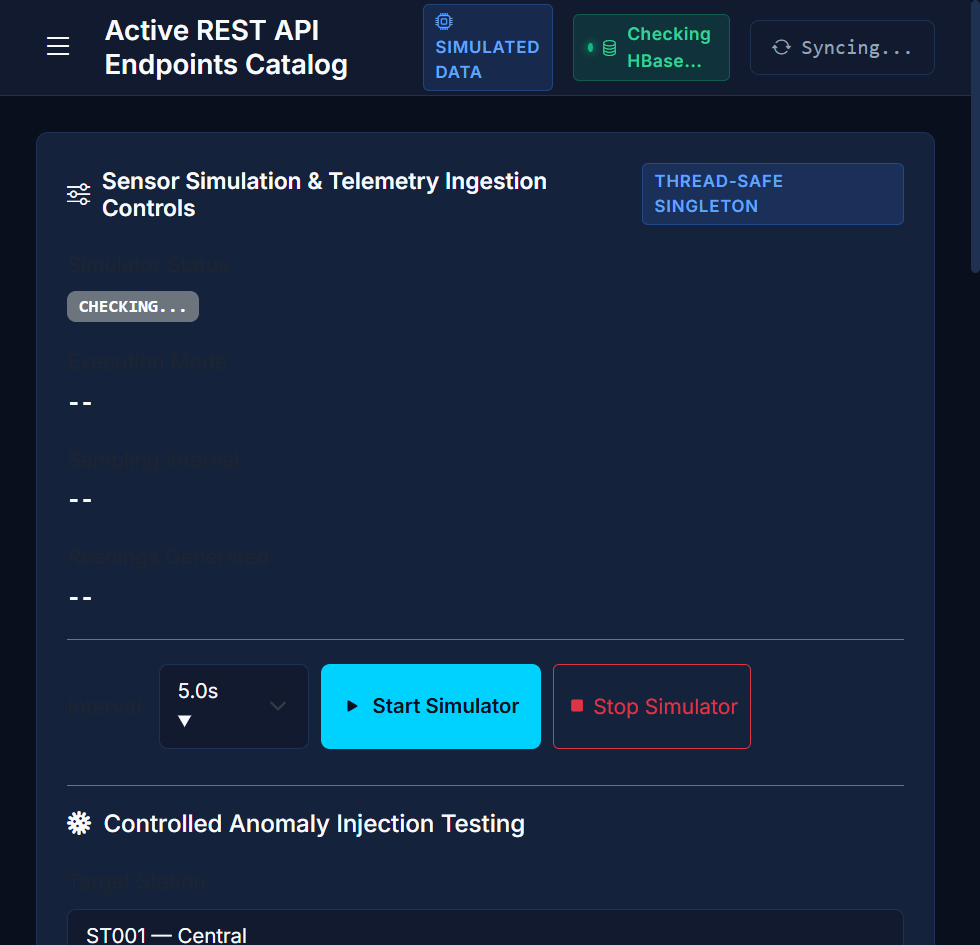 Active REST API
Endpoints Catalog
SIMULATED
DATA
Checking
HBase...
Syncing...
Sensor Simulation & Telemetry Ingestion
Controls
THREAD-SAFE
SINGLETON
Simulator Status
CHECKING...
Execution Mode
--
Sampling Interval
--
Readings Generated
--
Interval:
5.0s
Start Simulator
Stop Simulator
Controlled Anomaly Injection Testing
Target Station
ST001 — Central